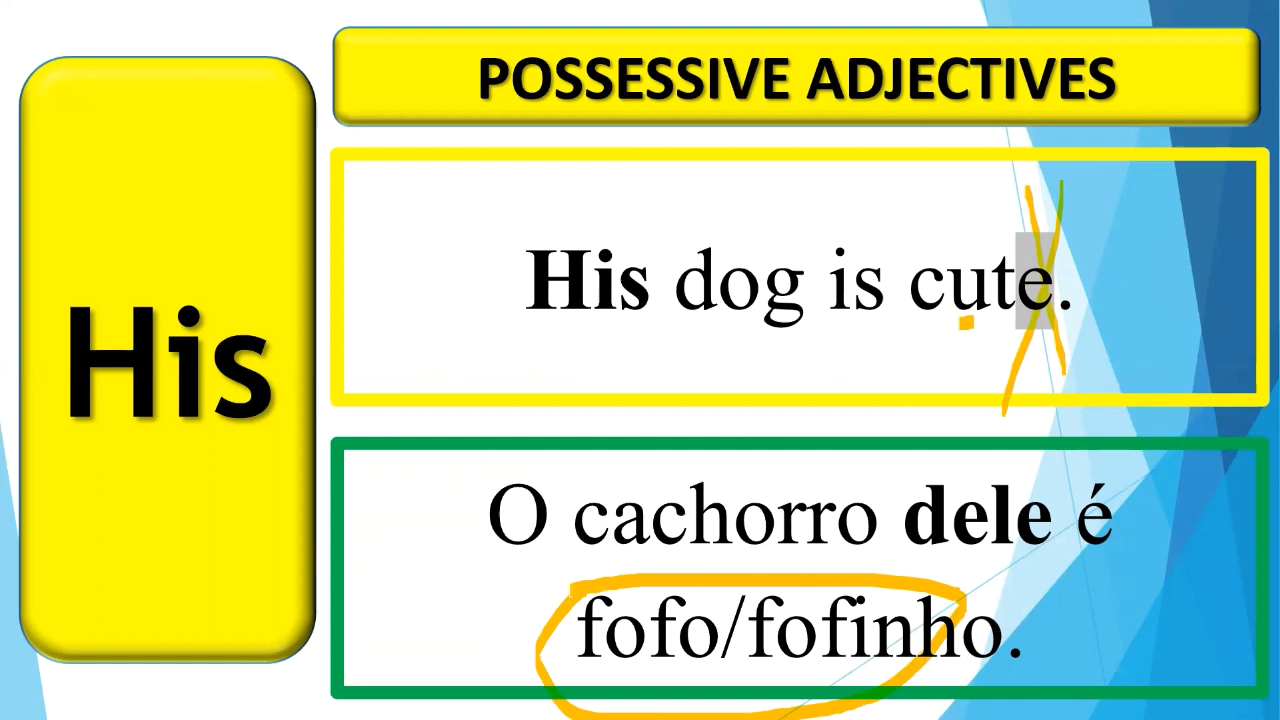 POSSESSIVE ADJECTIVES
His
His dog is cute.
O cachorro dele é
fofo/fofinho.